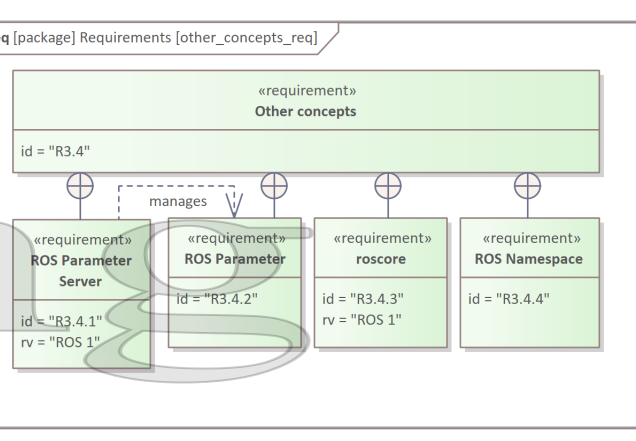 q [package] Requirements [other_concepts_req]
«requirement»
Other concepts
id = "R3.4"
manages
«requirement»
ROS Parameter
Server
id = "R3.4.1"
rv = "ROS 1"
«requirement»
ROS Parameter
id = "R3.4.2"
«requirement»
roscore
id = "R3.4.3"
rv = "ROS 1"
«requirement»
ROS Namespace
id = "R3.4.4"